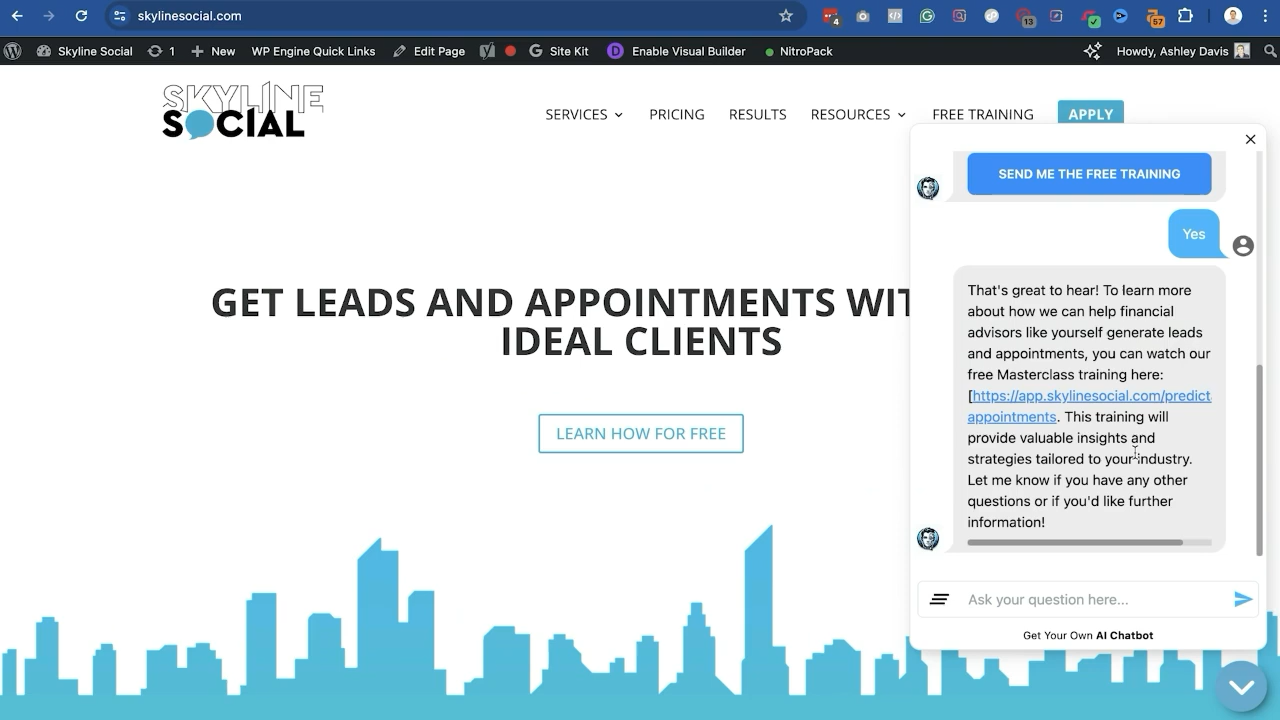 skylinesocial.com
4
13
57
Skyline Social
1
New
WP Engine Quick Links
Edit Page
Site Kit
D
Enable Visual Builder
NitroPack
Howdy, Ashley Davis
SKYLINE
SOCIAL
SERVICES
PRICING
RESULTS
RESOURCES
FREE TRAINING
APPLY
GET LEADS AND APPOINTMENTS WIT
IDEAL CLIENTS
LEARN HOW FOR FREE
SEND ME THE FREE TRAINING
Yes
That's great to hear! To learn more
about how we can help financial
advisors like yourself generate leads
and appointments, you can watch our
free Masterclass training here:
[https://app.skylinesocial.com/predict
appointments. This training will
provide valuable insights and
strategies tailored to your industry.
Let me know if you have any other
questions or if you'd like further
information!
Ask your question here...
Get Your Own AI Chatbot